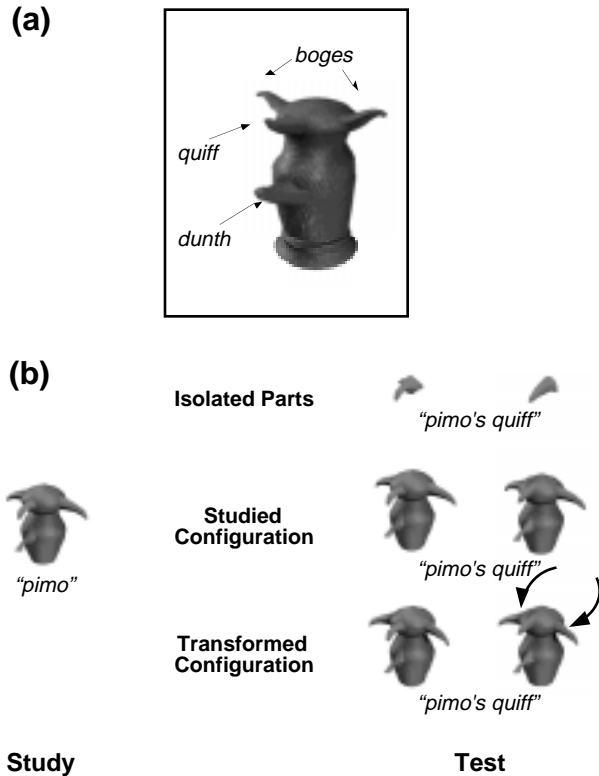 (a)
boges
quiff
dunth
(b)
Isolated Parts
“pimo's quiff”
Studied
Configuration
“pimo”
“pimo's quiff”
Transformed
Configuration
“pimo's quiff”
Study
Test